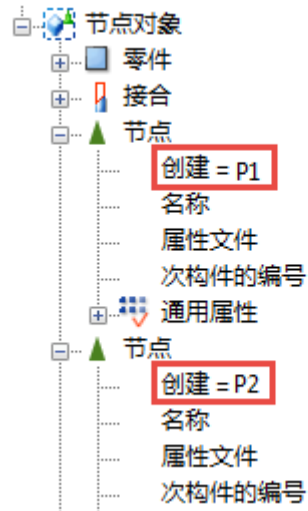 节点对象
零件
接合
节点
创建 = P1
名称
属性文件
次构件的编号
通用属性
节点
创建 = P2
名称
属性文件
次构件的编号